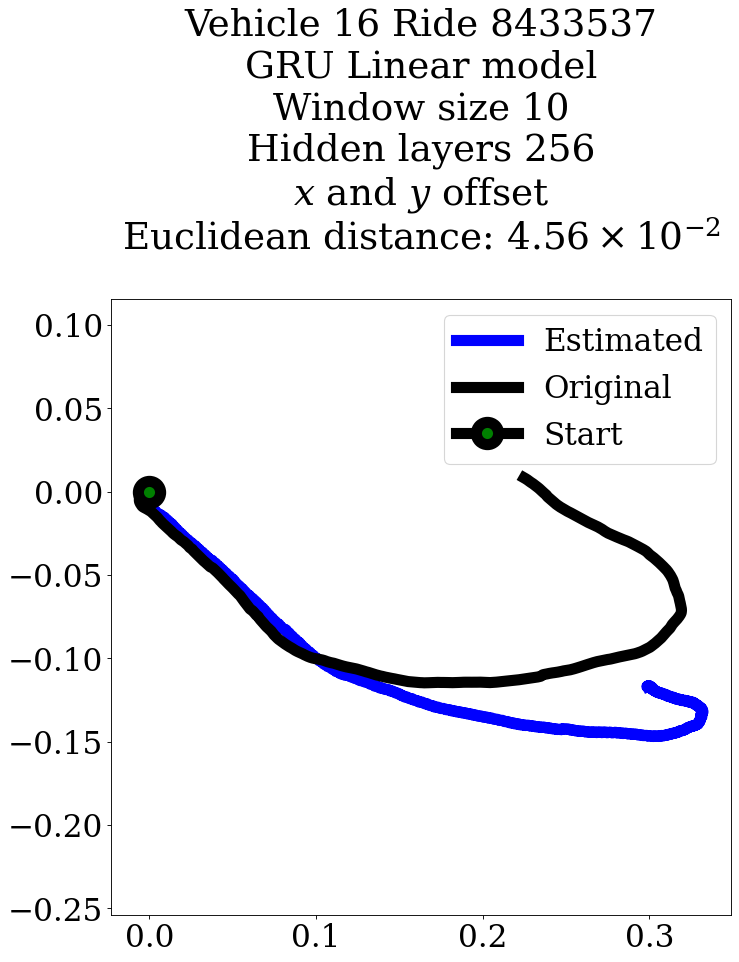 Vehicle 16 Ride 8433537
GRU Linear model
Window size 10
Hidden layers 256
x and y offset
Euclidean distance: 4.56 × 10⁻²
Estimated
Original
Start
0.10
0.05
0.00
−0.05
−0.10
−0.15
−0.20
−0.25
0.0 0.1 0.2 0.3